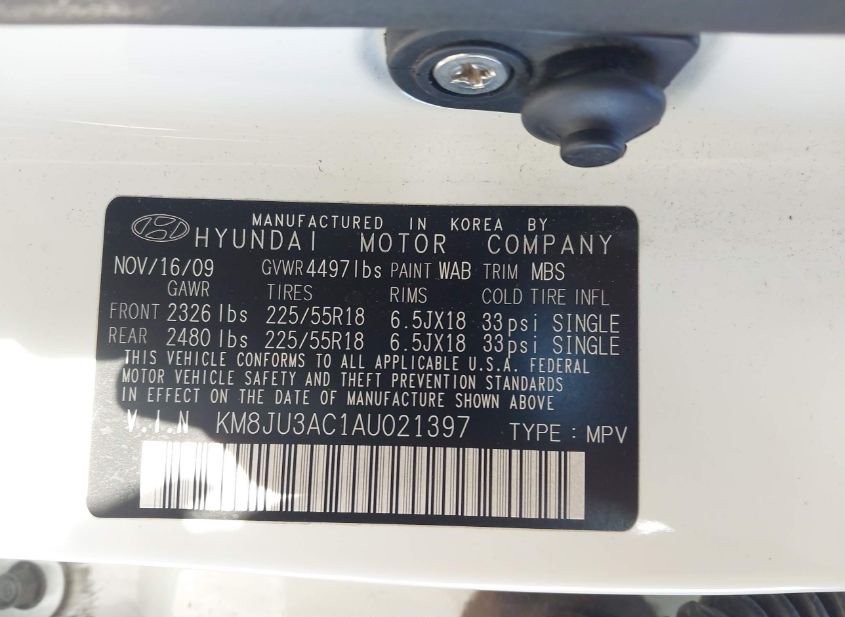 MANUFACTURED IN KOREA BY
HYUNDAI MOTOR COMPANY
NOV/16/09 GVWR 4497lbs PAINT WAB TRIM MBS
GAWR TIRES RIMS COLD TIRE INFL
FRONT 2326 lbs 225/55R18 6.5JX18 33psi SINGLE
REAR 2480 lbs 225/55R18 6.5JX18 33psi SINGLE
THIS VEHICLE CONFORMS TO ALL APPLICABLE U.S.A. FEDERAL
MOTOR VEHICLE SAFETY AND THEFT PREVENTION STANDARDS
IN EFFECT ON THE DATE OF MANUFACTURE SHOWN ABOVE
V.I.N KM8JU3AC1AU021397 TYPE : MPV